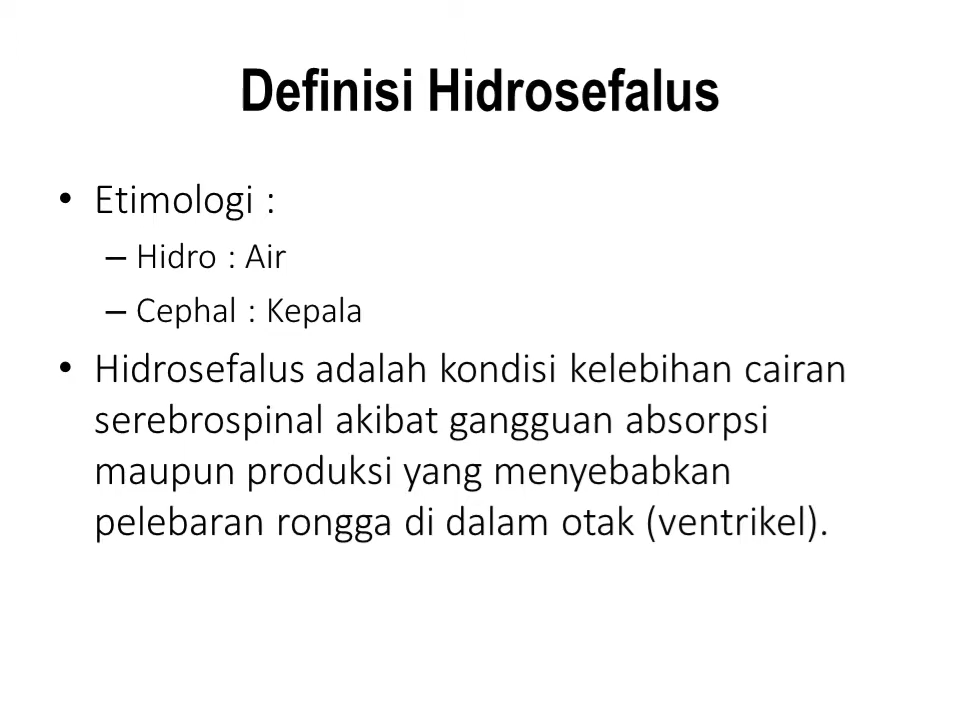 Definisi Hidrosefalus
• Etimologi :
– Hidro : Air
– Cephal : Kepala
• Hidrosefalus adalah kondisi kelebihan cairan
serebrospinal akibat gangguan absorpsi
maupun produksi yang menyebabkan
pelebaran rongga di dalam otak (ventrikel).